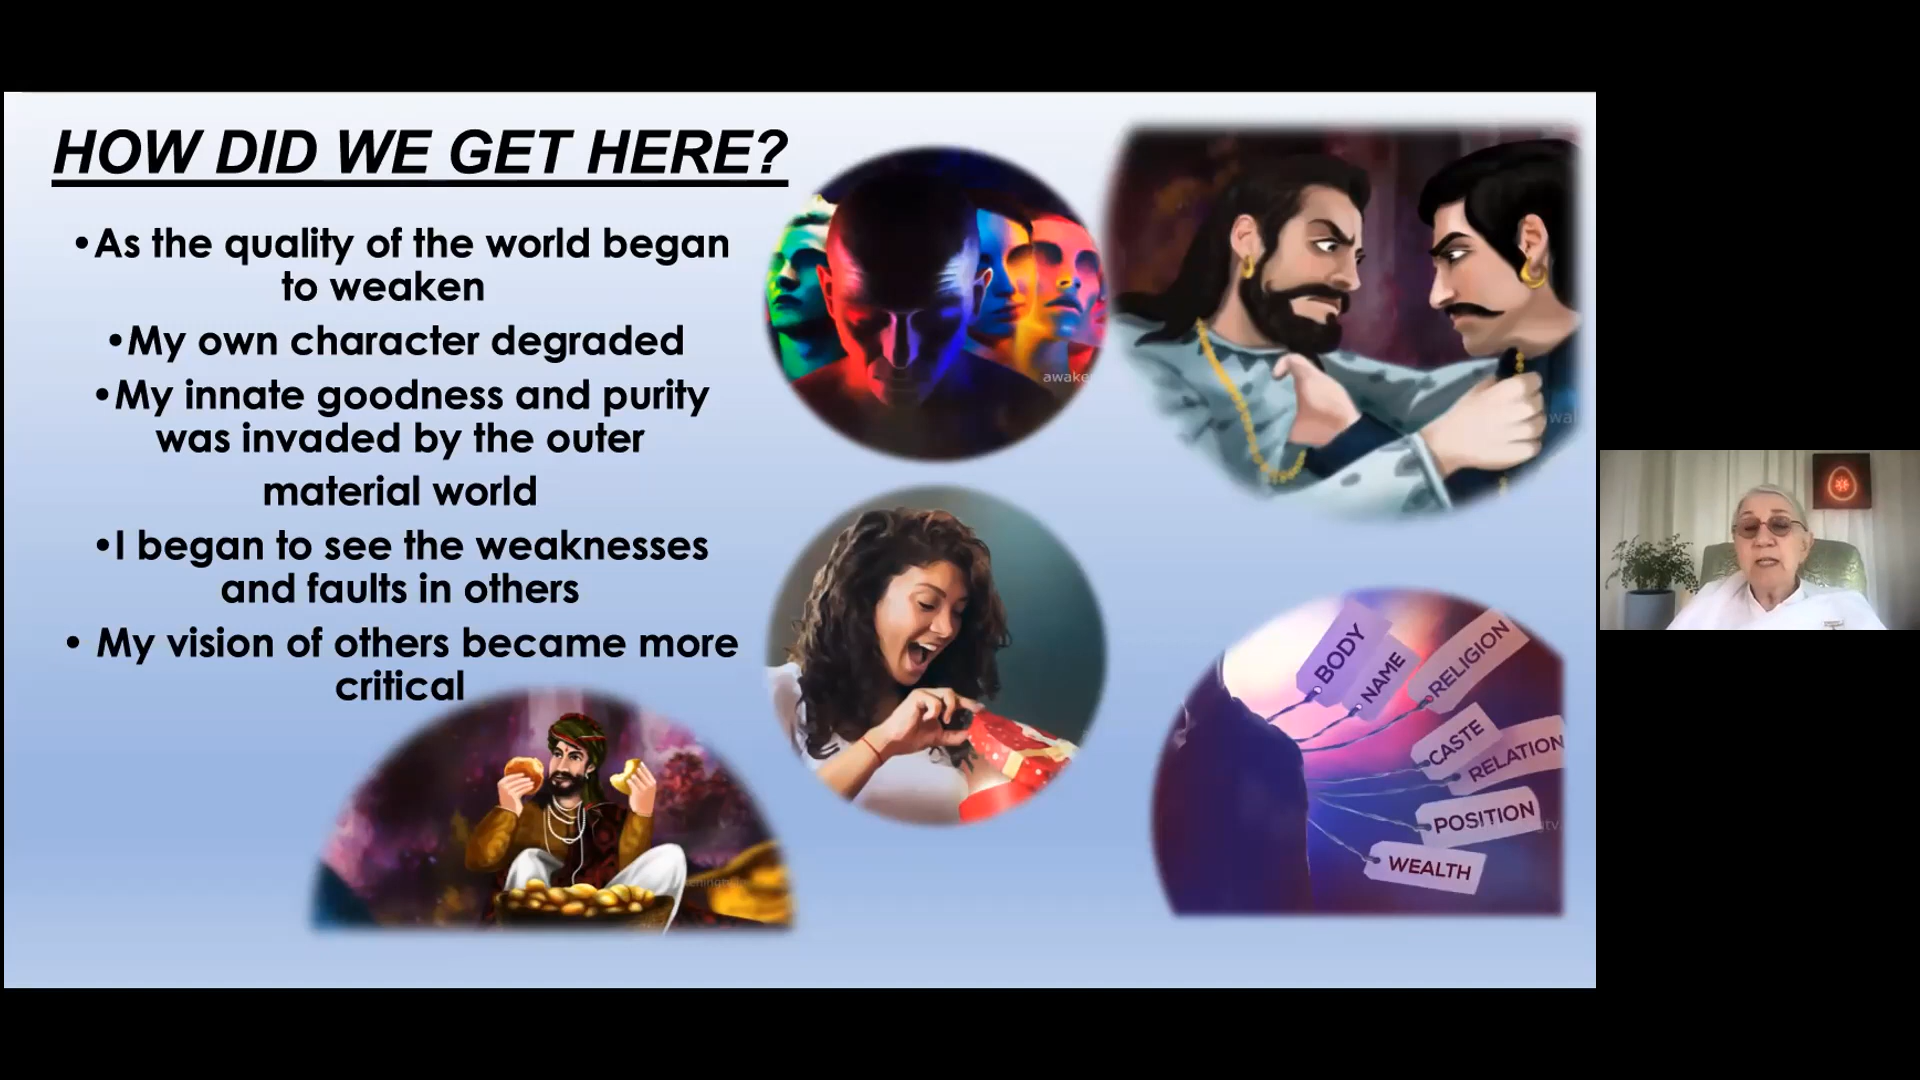 HOW DID WE GET HERE?
•As the quality of the world began
to weaken
•My own character degraded
•My innate goodness and purity
was invaded by the outer
material world
•I began to see the weaknesses
and faults in others
• My vision of others became more
critical
awake
BODY
NAME
RELIGION
CASTE
RELATION
POSITION
WEALTH